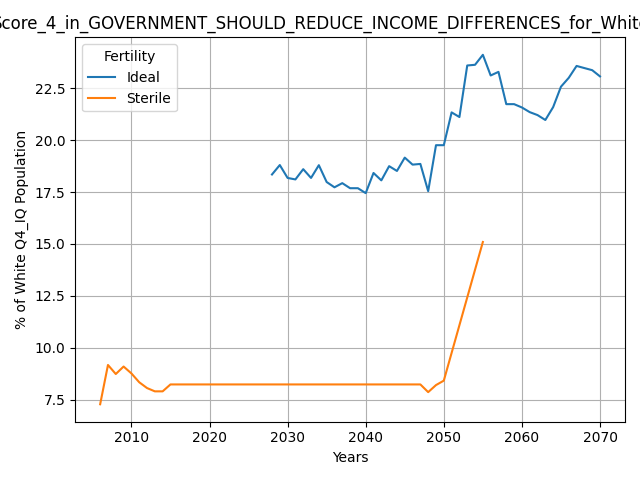 Score_4_in_GOVERNMENT_SHOULD_REDUCE_INCOME_DIFFERENCES_for_White
Fertility
Ideal
Sterile
% of White Q4_IQ Population
22.5
20.0
17.5
15.0
12.5
10.0
7.5
2010 2020 2030 2040 2050 2060 2070
Years